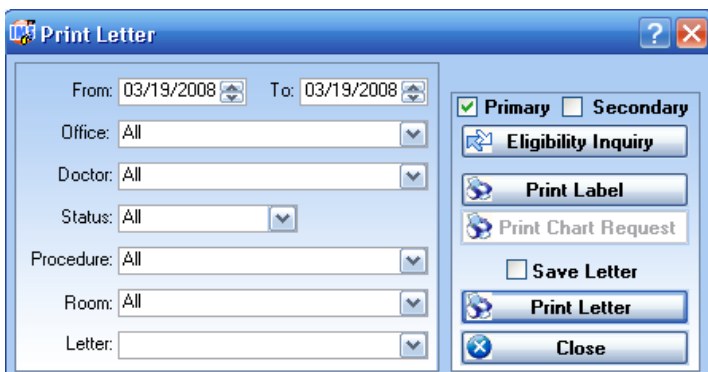 Print Letter
From: 03/19/2008 To: 03/19/2008
Office: All
Doctor: All
Status: All
Procedure: All
Room: All
Letter:
Primary Secondary
Eligibility Inquiry
Print Label
Print Chart Request
Save Letter
Print Letter
Close